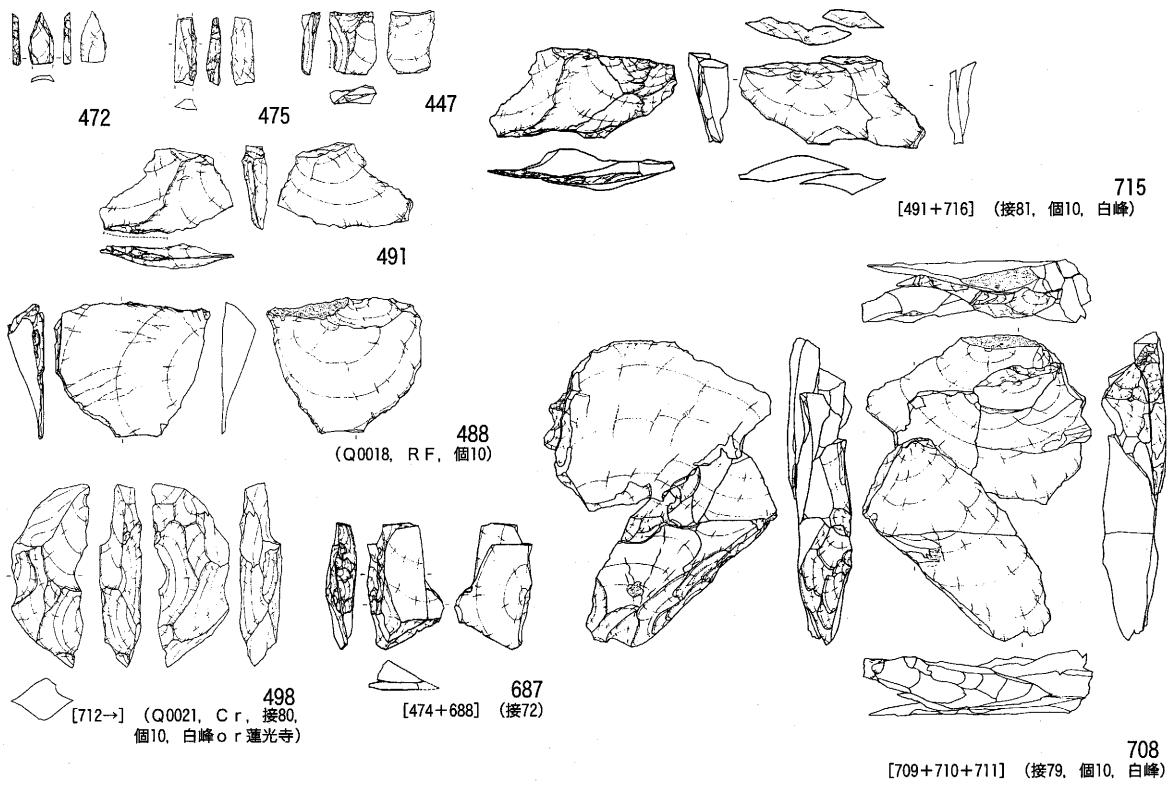 472
475
447
715
[491+716] (接81, 個10, 白峰)
491
488
(Q0018, RF, 個10)
498
[712→] (Q0021, Cr, 接80,
個10, 白峰or蓮光寺)
687
[474+688] (接72)
708
[709+710+711] (接79, 個10, 白峰)